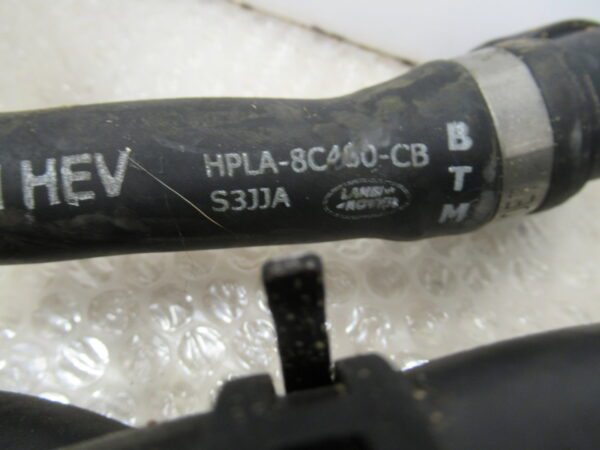 HEV
HPLA-8C460-CB
S3JJA
LAND
ROVER
B
T
M